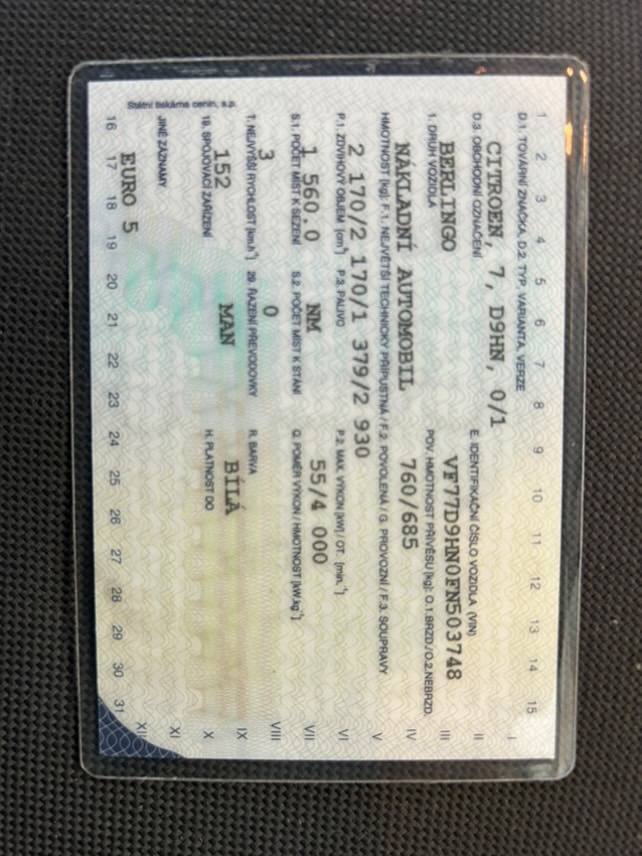 1 2 3 4 5 6 7 8 9 10 11 12 13 14 15
D.1. TOVÁRNÍ ZNAČKA, D.2. TYP, VARIANTA, VERZE
CITROEN, 7, D9HN, 0/1
D.3. OBCHODNÍ OZNAČENÍ E. IDENTIFIKAČNÍ ČÍSLO VOZIDLA (VIN)
BERLINGO VF77D9HN0FN503748
1. DRUH VOZIDLA POV. HMOTNOST PŘÍVĚSU [kg]: O.1.BRZD./O.2.NEBRZD.
NÁKLADNÍ AUTOMOBIL 760/685
HMOTNOST [kg]: F.1. NEJVĚTŠÍ TECHNICKY PŘÍPUSTNÁ / F.2. POVOLENÁ / G. PROVOZNÍ / F.3. SOUPRAVY
2 170/2 170/1 379/2 930
P.1. ZDVIHOVÝ OBJEM [cm³] P.3. PALIVO P.2. MAX. VÝKON [kW] / OT. [min.⁻¹]
1 560.0 NM 55/4 000
S.1. POČET MÍST K SEZENÍ S.2. POČET MÍST K STÁNÍ Q. POMĚR VÝKON / HMOTNOST [kW.kg⁻¹]
3 0
T. NEJVYŠŠÍ RYCHLOST [km.h⁻¹] 29. ŘAZENÍ PŘEVODOVKY R. BARVA
152 MAN BÍLÁ
19. SPOJOVACÍ ZAŘÍZENÍ H. PLATNOST DO
JINÉ ZÁZNAMY
EURO 5
16 17 18 19 20 21 22 23 24 25 26 27 28 29 30 31
I II III IV V VI VII VIII IX X XI XII
Státní tiskárna cenin, s.p.